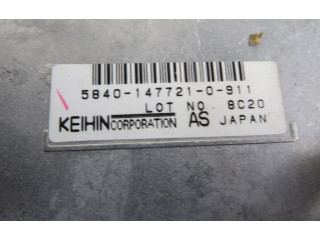 5840-147721-0-911
LOT NO. 8C20
KEIHIN CORPORATION AS JAPAN